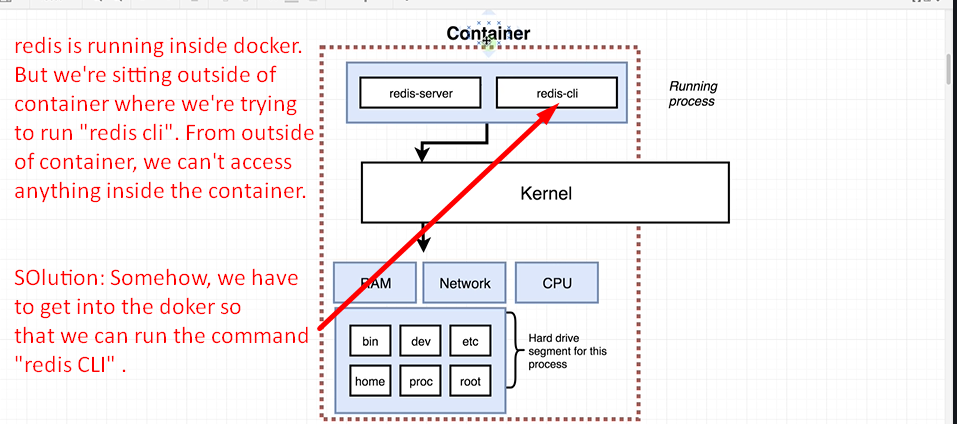 Container
redis is running inside docker.
But we're sitting outside of
container where we're trying
to run "redis cli". From outside
of container, we can't access
anything inside the container.
redis-server
redis-cli
Running
process
Kernel
SOlution: Somehow, we have
to get into the doker so
that we can run the command
"redis CLI" .
RAM
Network
CPU
bin
dev
etc
home
proc
root
Hard drive
segment for this
process